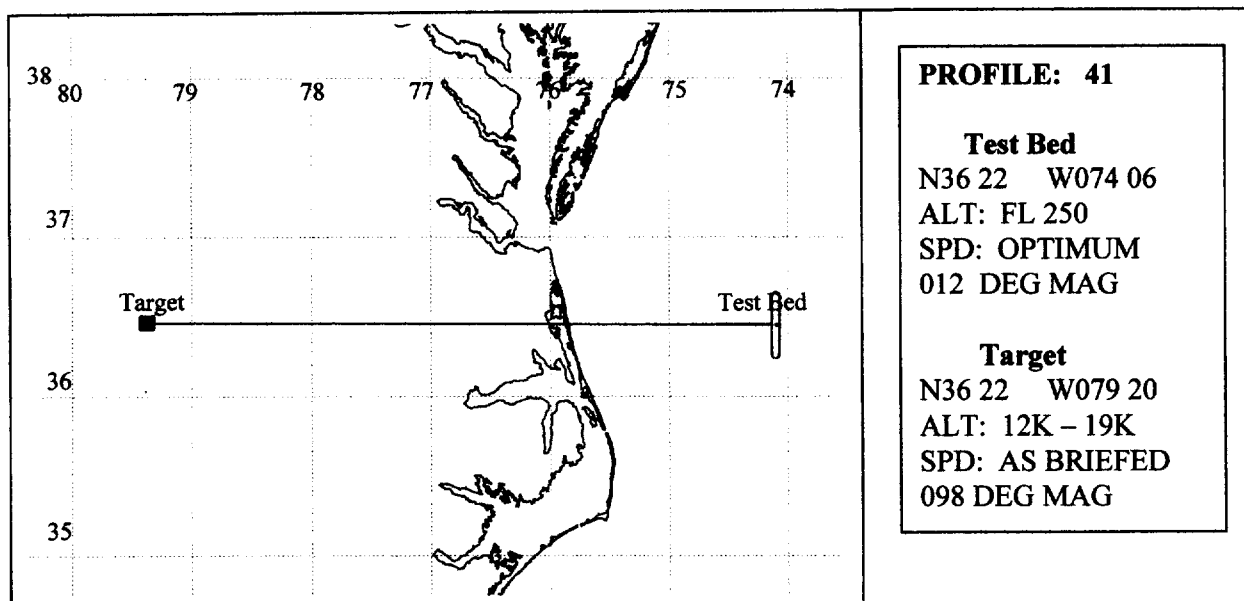 38
80 79 78 77 76 75 74
37
Target Test Bed
36
35
PROFILE: 41
Test Bed
N36 22 W074 06
ALT: FL 250
SPD: OPTIMUM
012 DEG MAG
Target
N36 22 W079 20
ALT: 12K – 19K
SPD: AS BRIEFED
098 DEG MAG